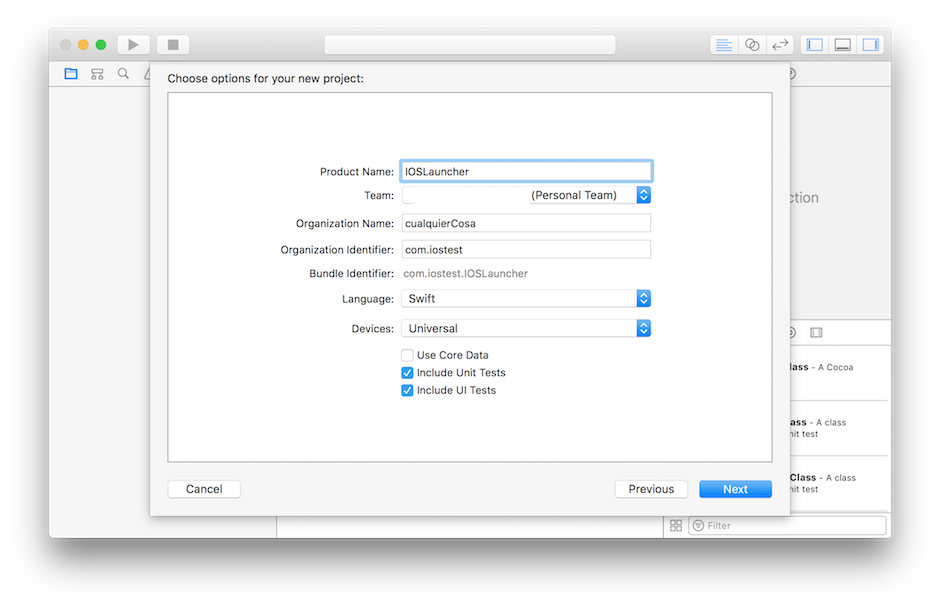 Choose options for your new project:
Product Name: IOSLauncher
Team: (Personal Team)
Organization Name: cualquierCosa
Organization Identifier: com.iostest
Bundle Identifier: com.iostest.IOSLauncher
Language: Swift
Devices: Universal
Use Core Data
Include Unit Tests
Include UI Tests
Cancel
Previous
Next
ction
lass - A Cocoa
ass - A class
nit test
Class - A class
nit test
Filter